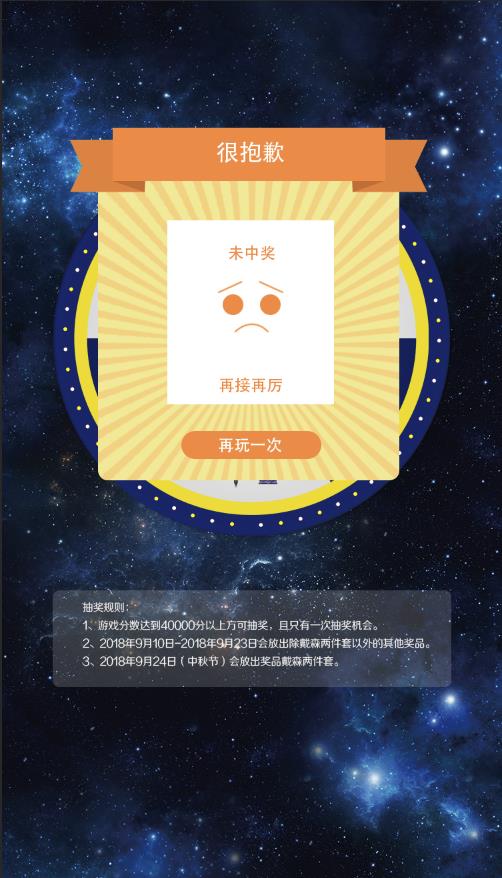 很抱歉
未中奖
再接再厉
再玩一次
抽奖规则：
1、游戏分数达到40000分以上方可抽奖，且只有一次抽奖机会。
2、2018年9月10日-2018年9月23日会放出除戴森两件套以外的其他奖品。
3、2018年9月24日（中秋节）会放出奖品戴森两件套。